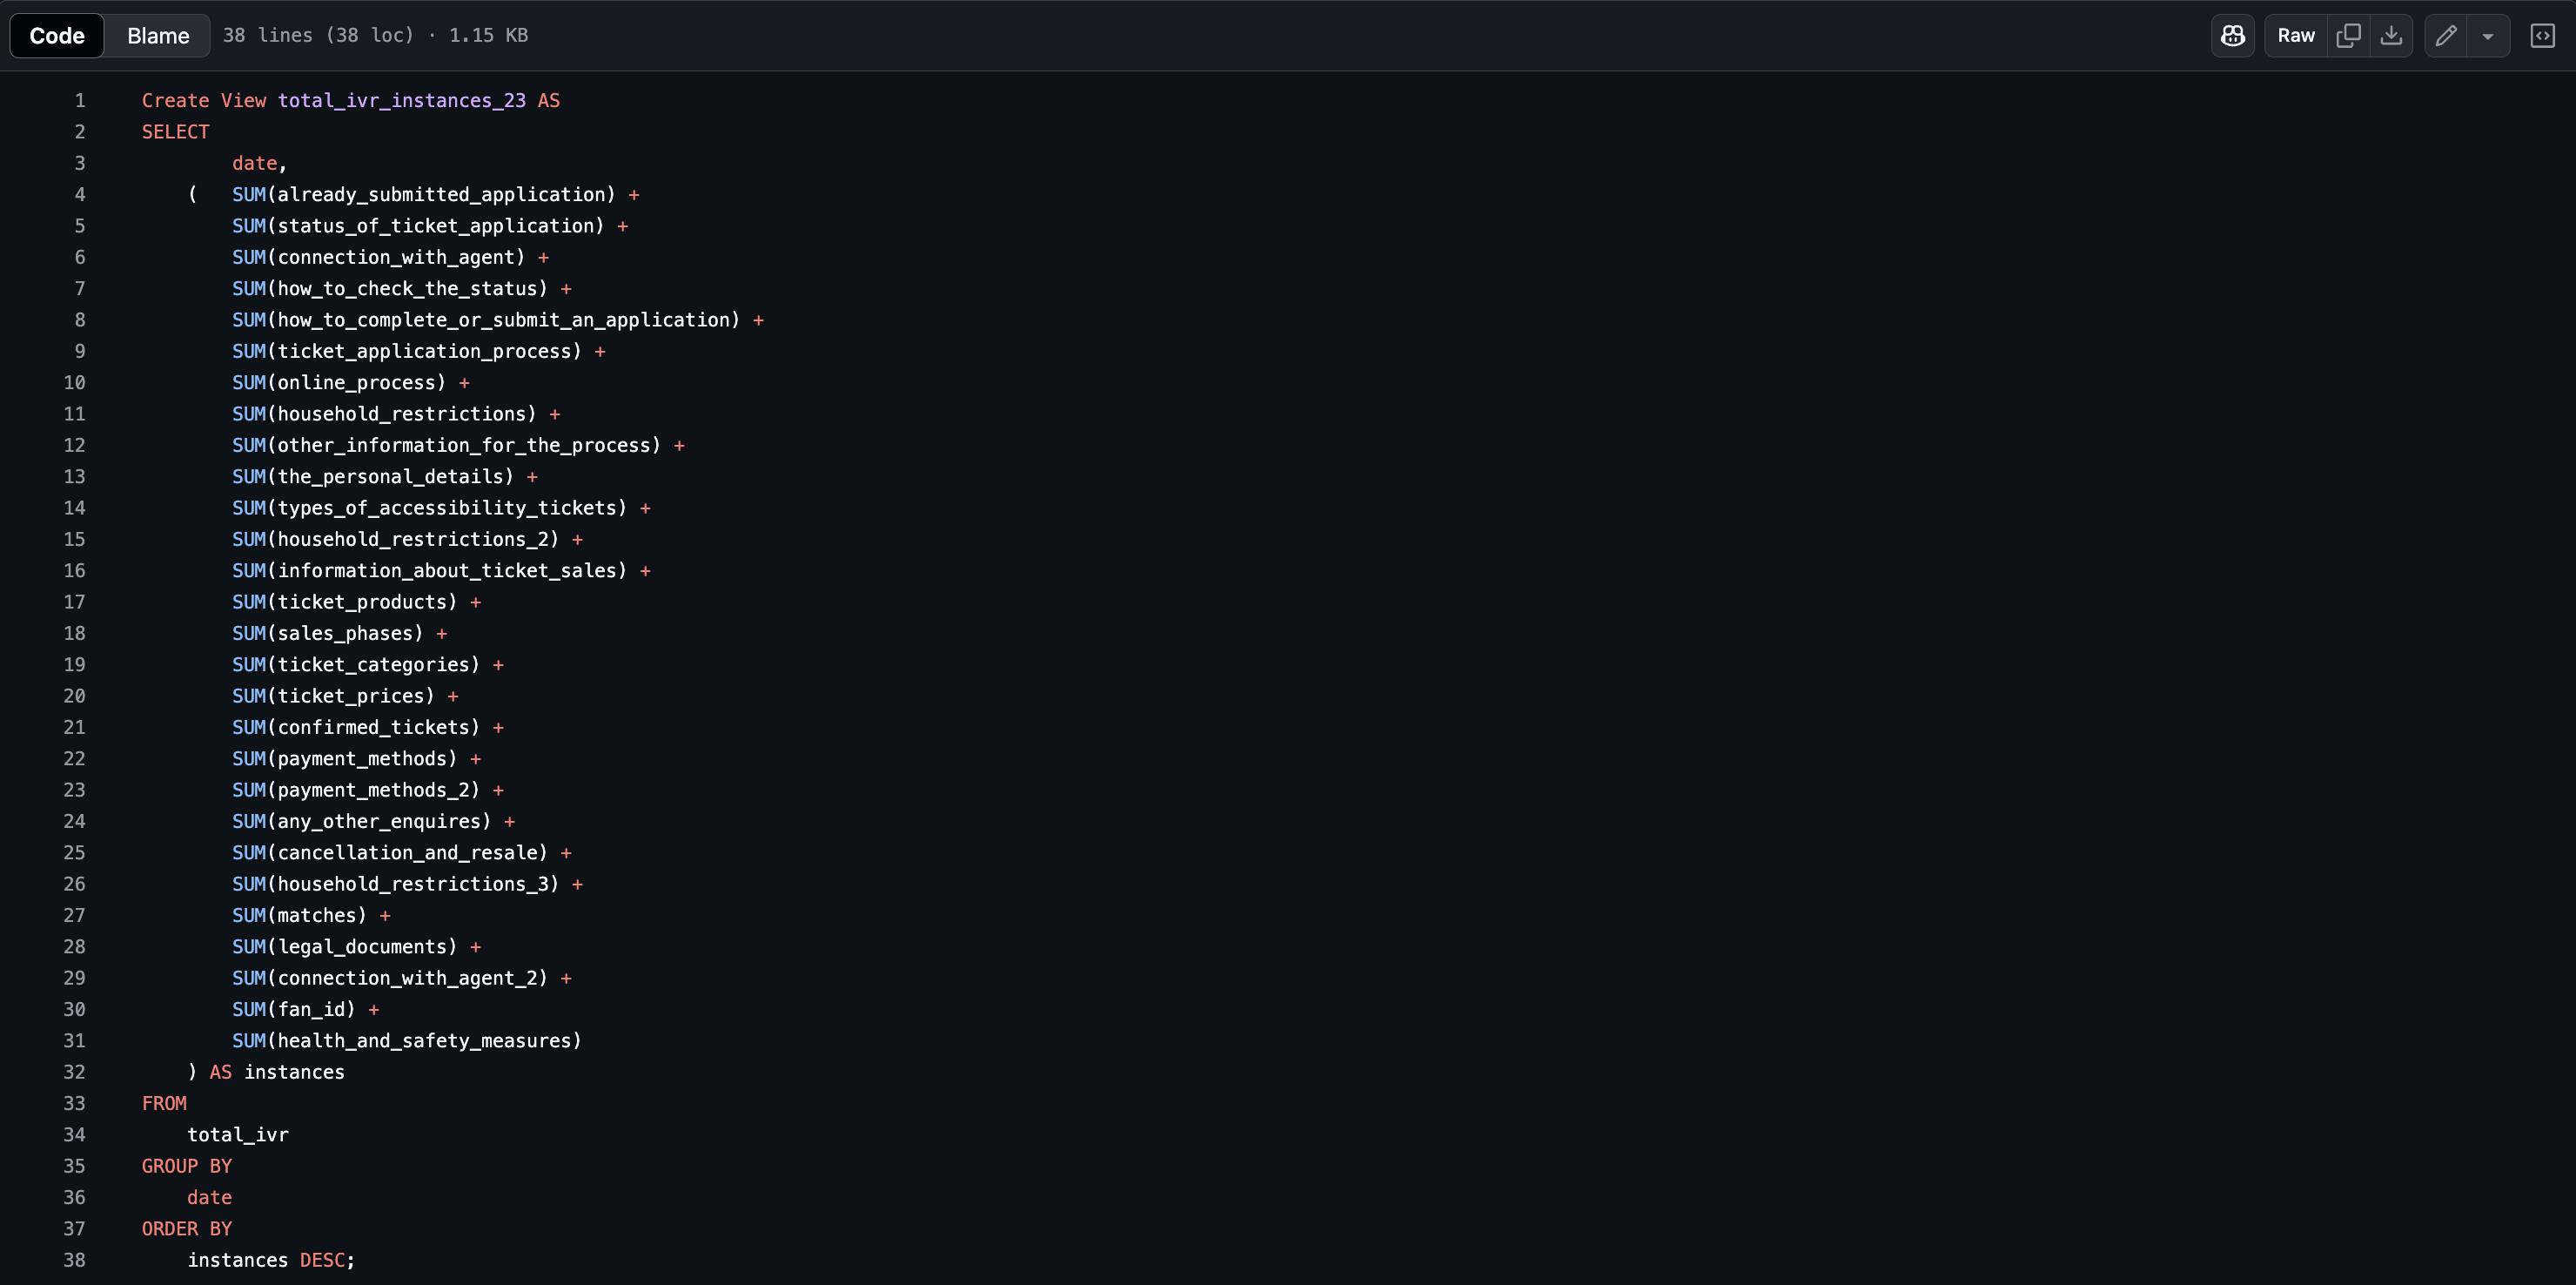 Code Blame 38 lines (38 loc) · 1.15 KB Raw
1 Create View total_ivr_instances_23 AS
2 SELECT
3 date,
4 ( SUM(already_submitted_application) +
5 SUM(status_of_ticket_application) +
6 SUM(connection_with_agent) +
7 SUM(how_to_check_the_status) +
8 SUM(how_to_complete_or_submit_an_application) +
9 SUM(ticket_application_process) +
10 SUM(online_process) +
11 SUM(household_restrictions) +
12 SUM(other_information_for_the_process) +
13 SUM(the_personal_details) +
14 SUM(types_of_accessibility_tickets) +
15 SUM(household_restrictions_2) +
16 SUM(information_about_ticket_sales) +
17 SUM(ticket_products) +
18 SUM(sales_phases) +
19 SUM(ticket_categories) +
20 SUM(ticket_prices) +
21 SUM(confirmed_tickets) +
22 SUM(payment_methods) +
23 SUM(payment_methods_2) +
24 SUM(any_other_enquires) +
25 SUM(cancellation_and_resale) +
26 SUM(household_restrictions_3) +
27 SUM(matches) +
28 SUM(legal_documents) +
29 SUM(connection_with_agent_2) +
30 SUM(fan_id) +
31 SUM(health_and_safety_measures)
32 ) AS instances
33 FROM
34 total_ivr
35 GROUP BY
36 date
37 ORDER BY
38 instances DESC;